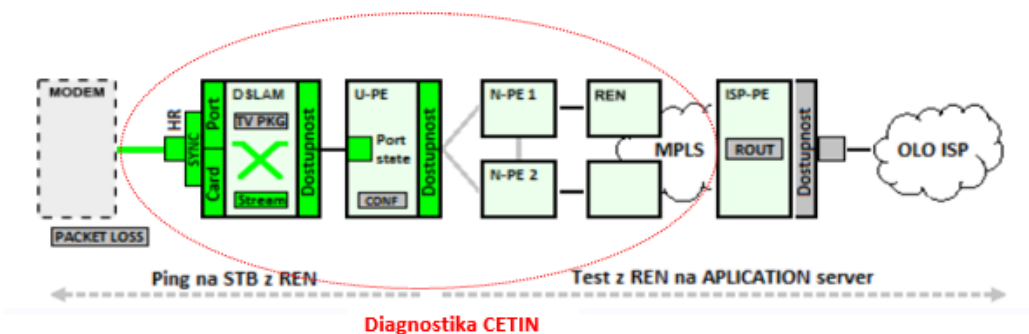 MODEM
PACKET LOSS
HR
SYNC
Port
Card
DSLAM
TV PKG
Stream
Dostupnost
U-PE
Port
state
CONF
Dostupnost
N-PE 1
N-PE 2
REN
MPLS
ISP-PE
ROUT
Dostupnost
OLO ISP
Ping na STB z REN
Test z REN na APLICATION server
Diagnostika CETIN